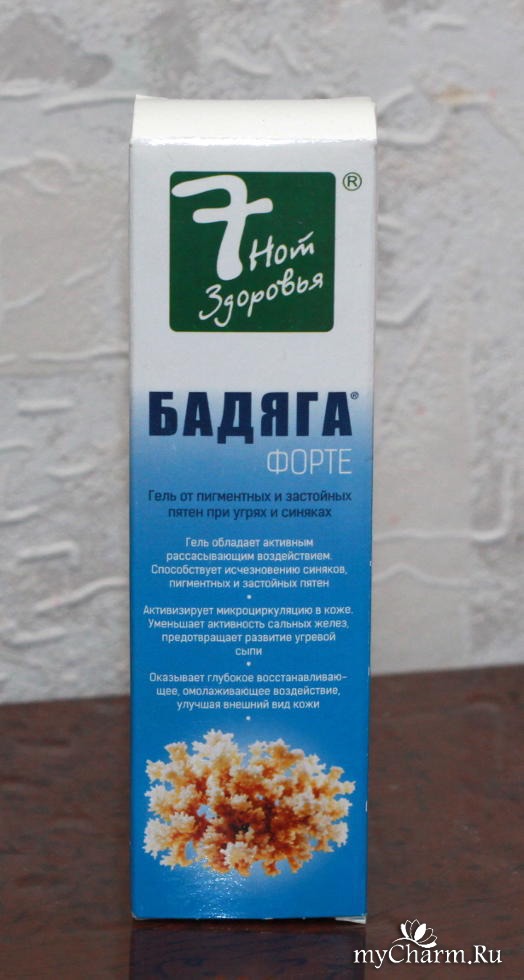 7
Нот
Здоровья
®
БАДЯГА®
ФОРТЕ
Гель от пигментных и застойных
пятен при угрях и синяках
Гель обладает активным
рассасывающим воздействием.
Способствует исчезновению синяков,
пигментных и застойных пятен
•
Активизирует микроциркуляцию в коже.
Уменьшает активность сальных желез,
предотвращает развитие угревой
сыпи
•
Оказывает глубокое восстанавливаю-
щее, омолаживающее воздействие,
улучшая внешний вид кожи
•
myCharm.Ru